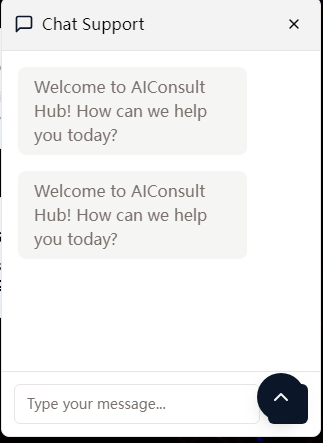 Chat Support
Welcome to AIConsult
Hub! How can we help
you today?
Welcome to AIConsult
Hub! How can we help
you today?
Type your message...